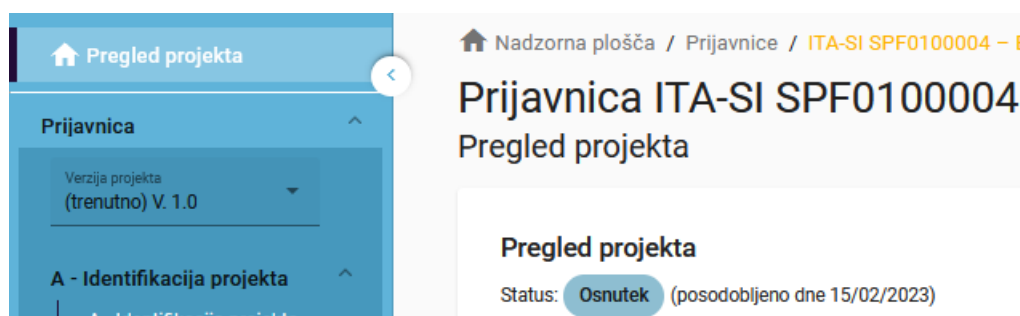 Pregled projekta
Nadzorna plošča / Prijavnice / ITA-SI SPF0100004 –
Prijavnica ITA-SI SPF0100004
Pregled projekta
Prijavnica
Verzija projekta
(trenutno) V. 1.0
A - Identifikacija projekta
Pregled projekta
Status: Osnutek (posodobljeno dne 15/02/2023)